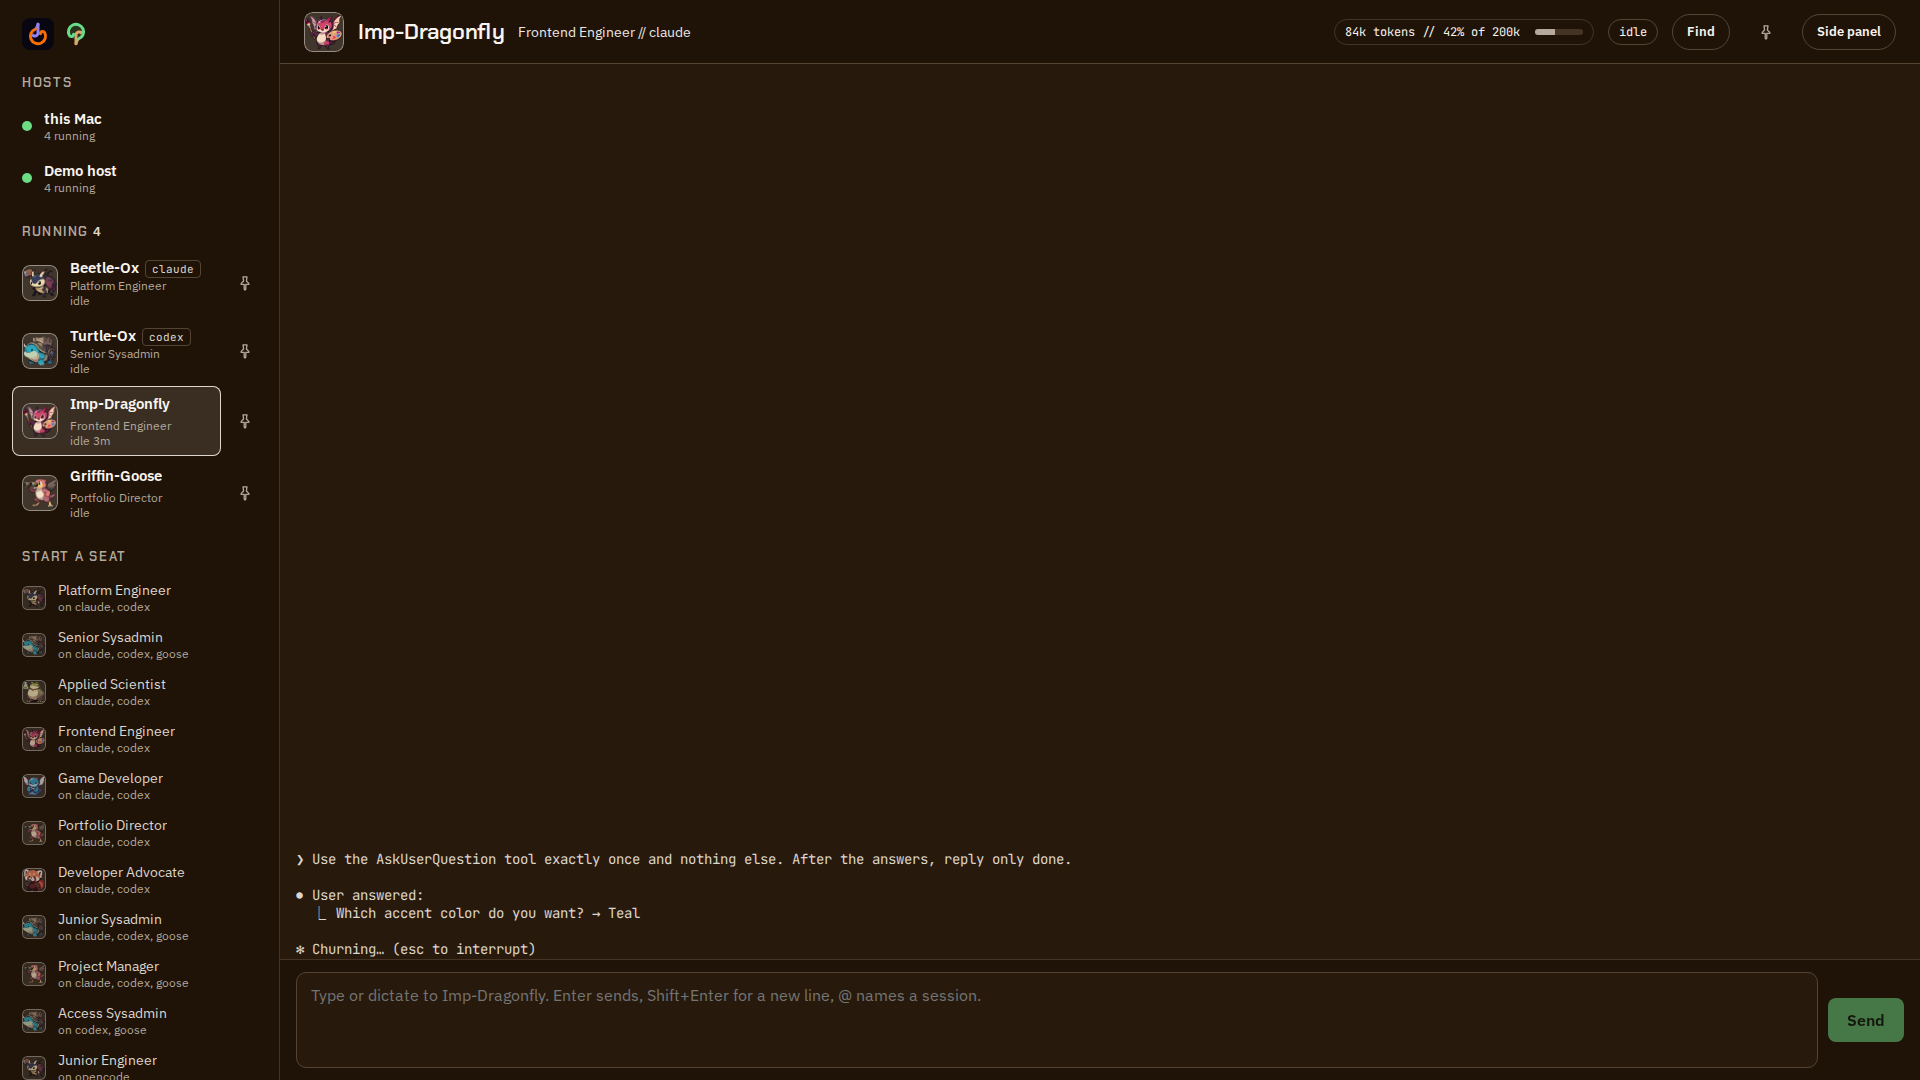 HOSTS
this Mac
4 running
Demo host
4 running
RUNNING 4
Beetle-Ox claude
Platform Engineer
idle
Turtle-Ox codex
Senior Sysadmin
idle
Imp-Dragonfly
Frontend Engineer
idle 3m
Griffin-Goose
Portfolio Director
idle
START A SEAT
Platform Engineer
on claude, codex
Senior Sysadmin
on claude, codex, goose
Applied Scientist
on claude, codex
Frontend Engineer
on claude, codex
Game Developer
on claude, codex
Portfolio Director
on claude, codex
Developer Advocate
on claude, codex
Junior Sysadmin
on claude, codex, goose
Project Manager
on claude, codex, goose
Access Sysadmin
on codex, goose
Junior Engineer
on opencode
Imp-Dragonfly Frontend Engineer // claude
84k tokens // 42% of 200k
idle
Find
Side panel
❯ Use the AskUserQuestion tool exactly once and nothing else. After the answers, reply only done.
● User answered:
⎿ Which accent color do you want? → Teal
✻ Churning… (esc to interrupt)
Type or dictate to Imp-Dragonfly. Enter sends, Shift+Enter for a new line, @ names a session.
Send